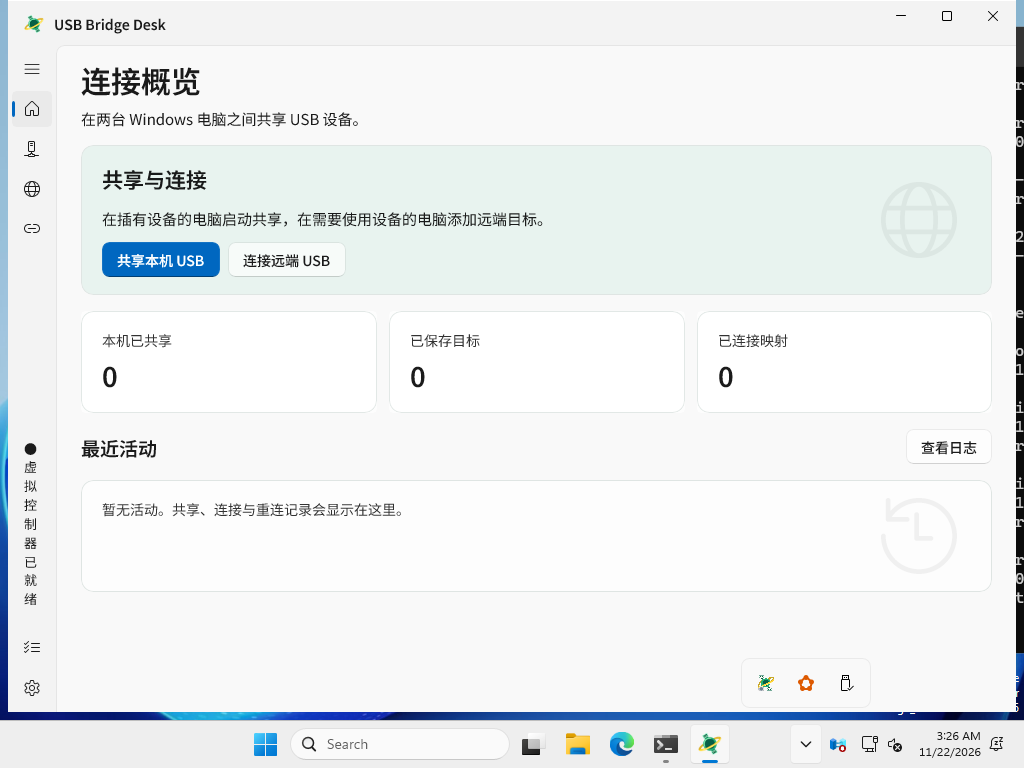 USB Bridge Desk
连接概览
在两台 Windows 电脑之间共享 USB 设备。
共享与连接
在插有设备的电脑启动共享，在需要使用设备的电脑添加远端目标。
共享本机 USB
连接远端 USB
本机已共享
0
已保存目标
0
已连接映射
0
最近活动
查看日志
暂无活动。共享、连接与重连记录会显示在这里。
虚拟控制器已就绪
Search
3:26 AM
11/22/2026